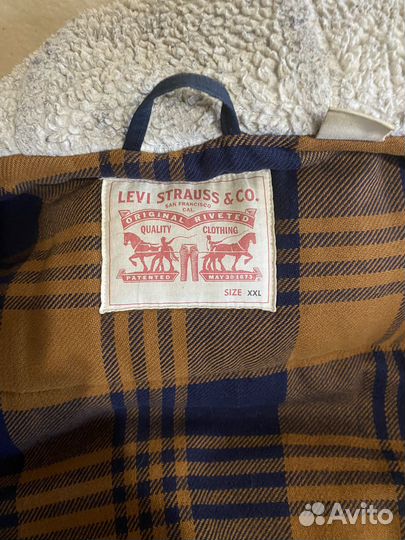 LEVI STRAUSS & CO.
SAN FRANCISCO
CAL.
ORIGINAL RIVETED
QUALITY CLOTHING
PATENTED MAY 20 1873
SIZE XXL
Avito